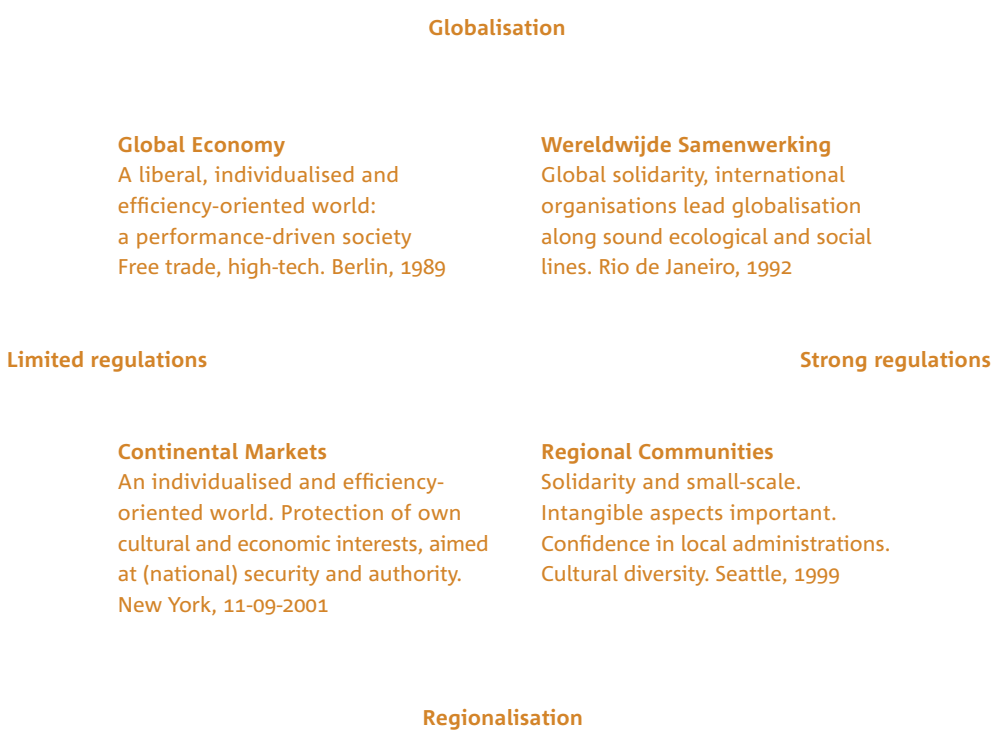 Globalisation
Global Economy
A liberal, individualised and
efficiency-oriented world:
a performance-driven society
Free trade, high-tech. Berlin, 1989
Wereldwijde Samenwerking
Global solidarity, international
organisations lead globalisation
along sound ecological and social
lines. Rio de Janeiro, 1992
Limited regulations
Strong regulations
Continental Markets
An individualised and efficiency-
oriented world. Protection of own
cultural and economic interests, aimed
at (national) security and authority.
New York, 11-09-2001
Regional Communities
Solidarity and small-scale.
Intangible aspects important.
Confidence in local administrations.
Cultural diversity. Seattle, 1999
Regionalisation